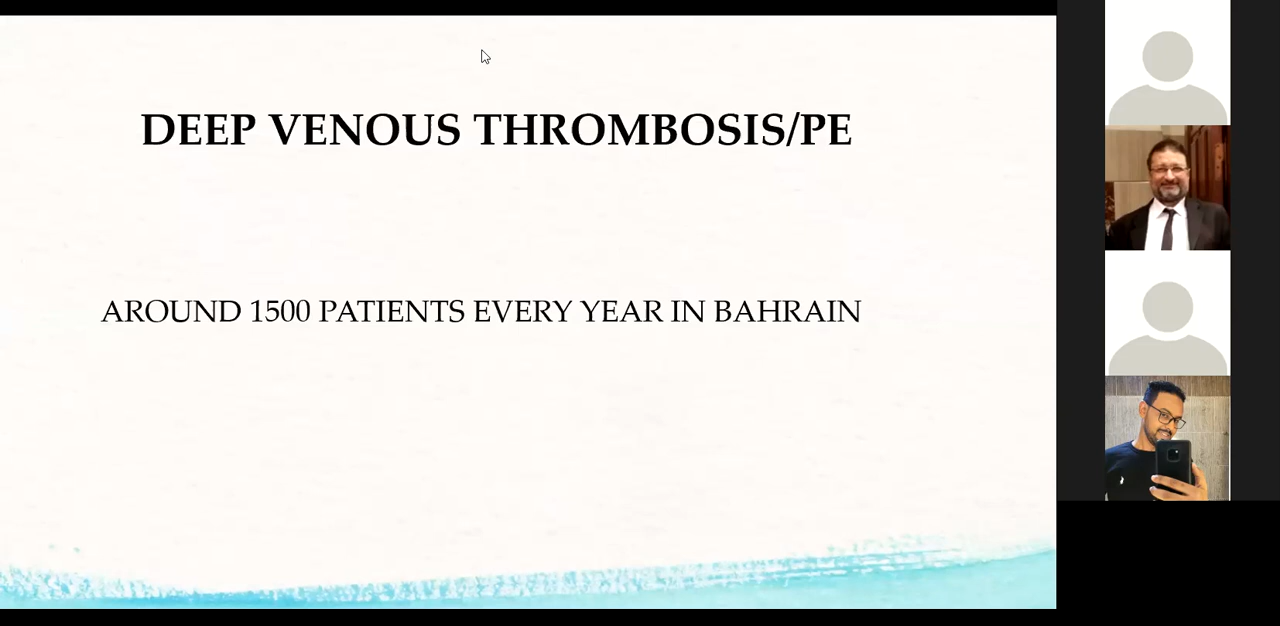 DEEP VENOUS THROMBOSIS/PE
AROUND 1500 PATIENTS EVERY YEAR IN BAHRAIN